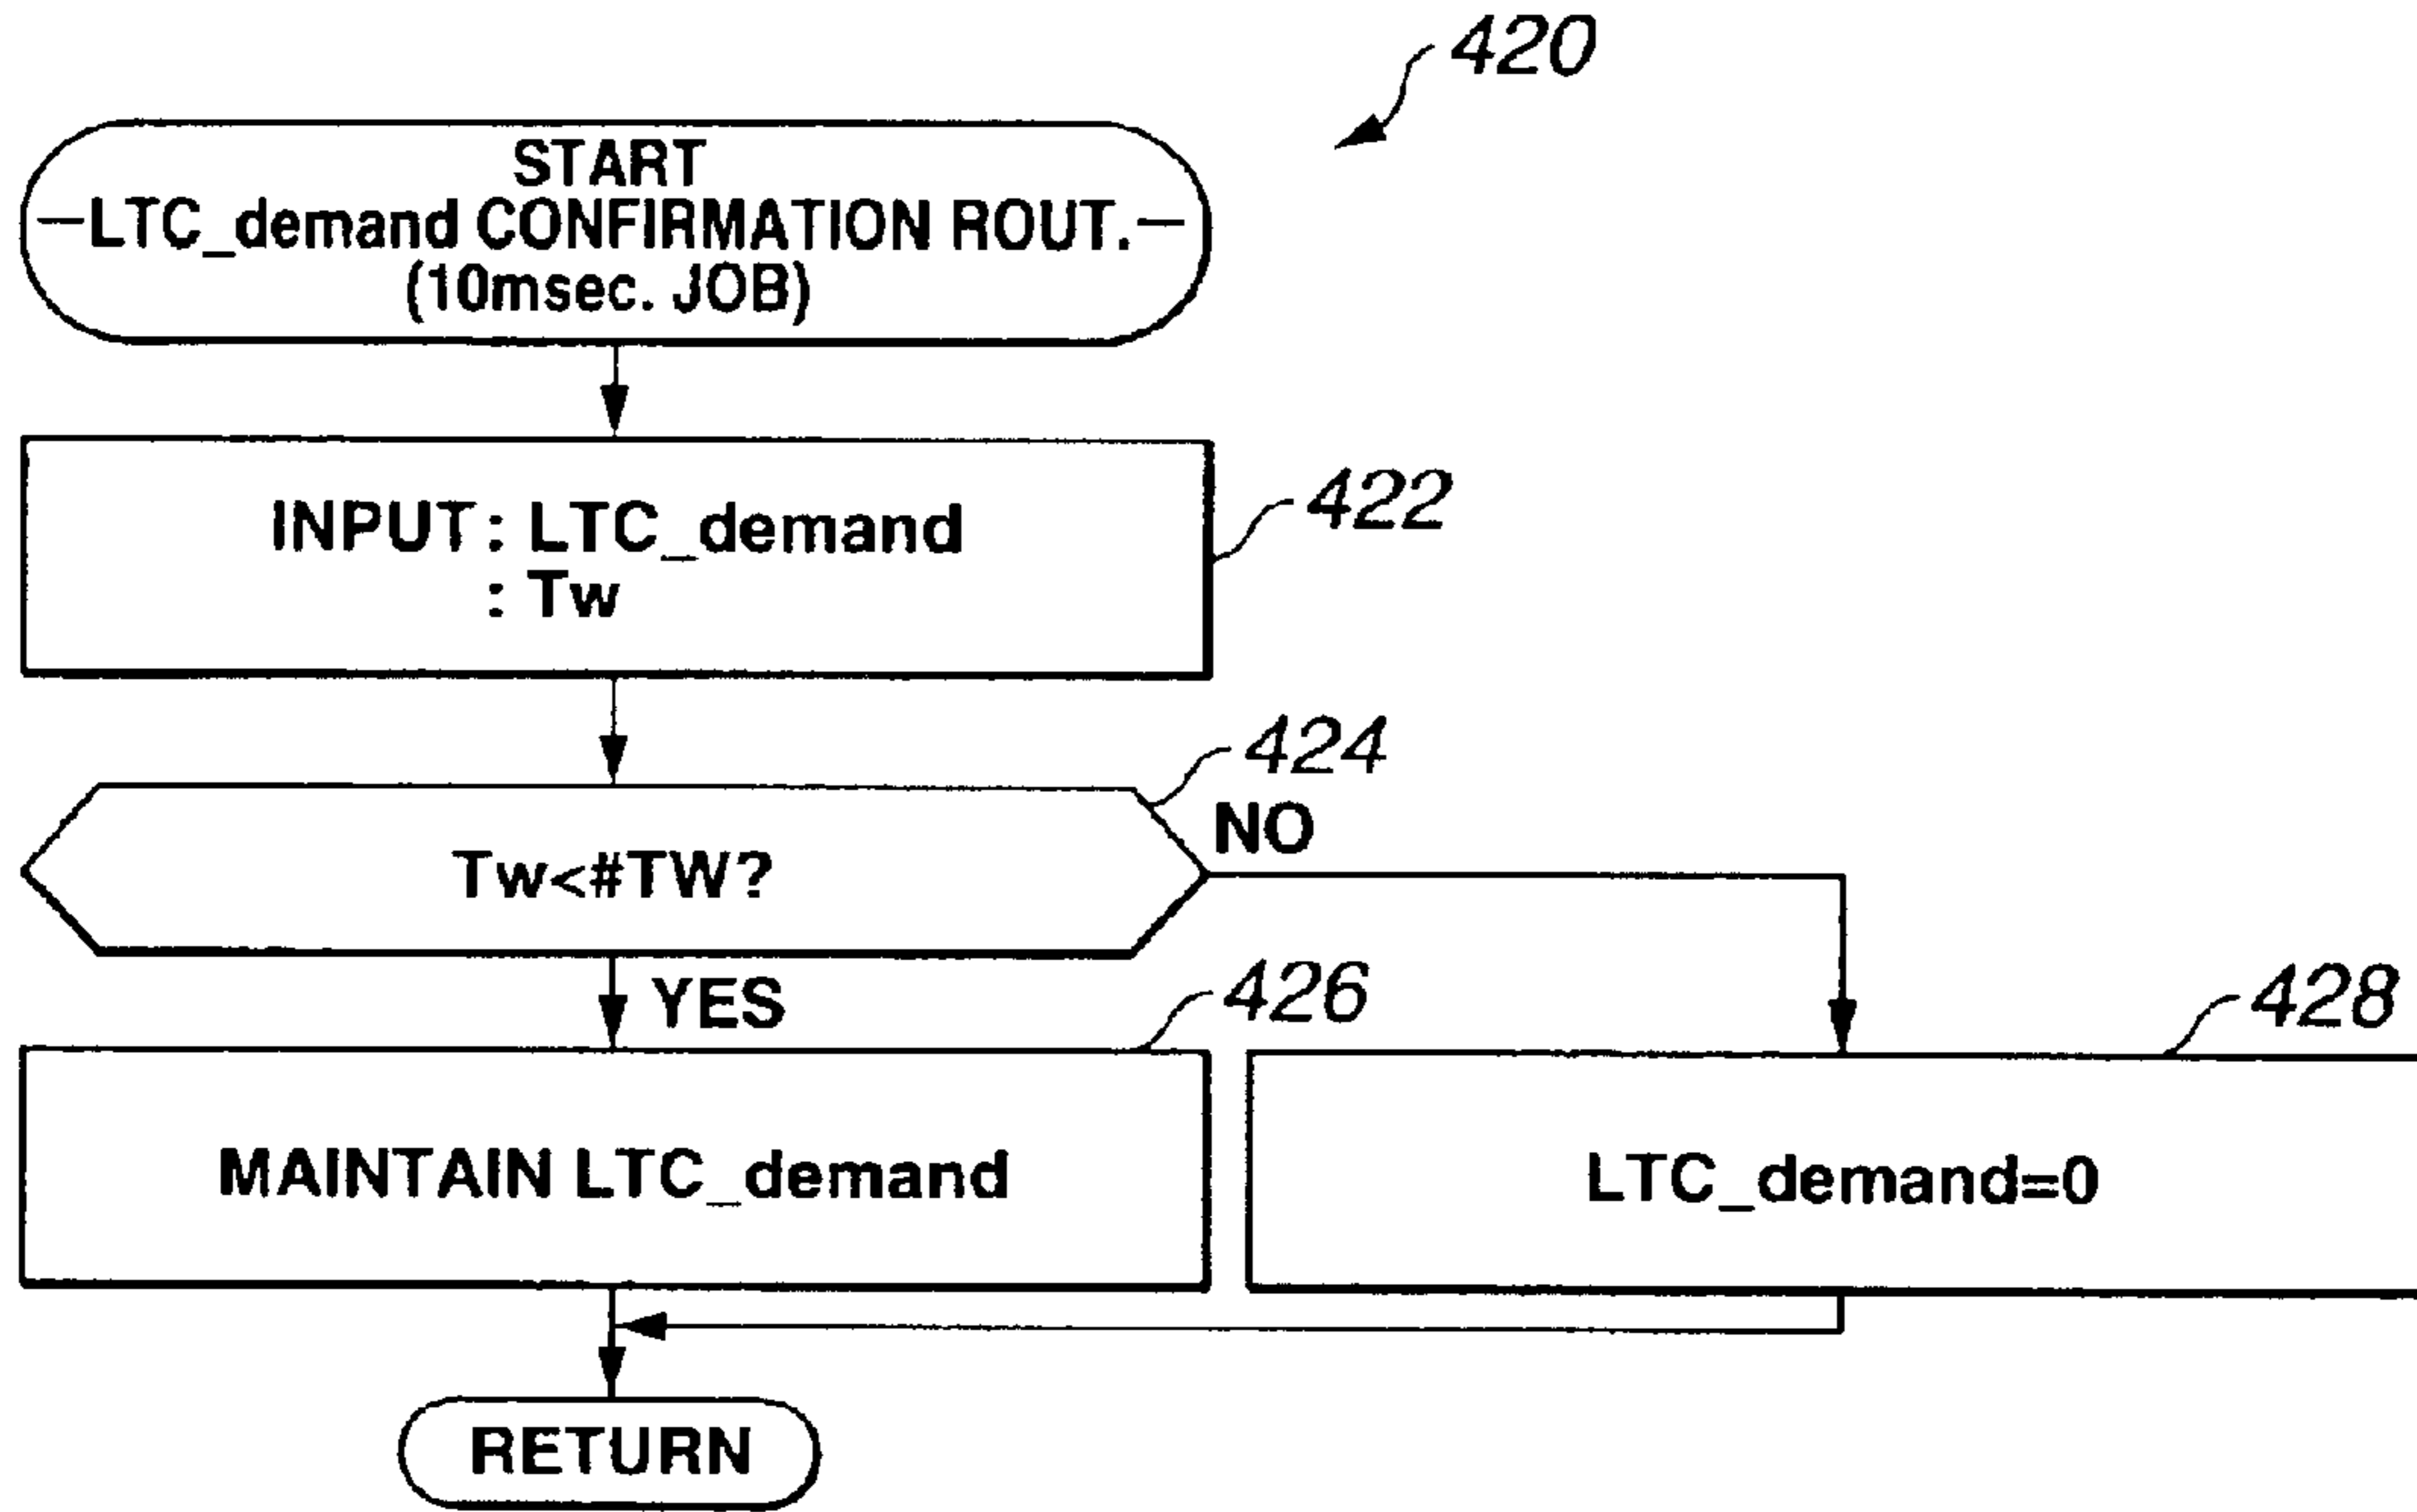 420
START
—LTC_demand CONFIRMATION ROUT.—
(10msec. JOB)
INPUT : LTC_demand
: Tw
422
424
Tw<#TW?
NO
YES
426
428
MAINTAIN LTC_demand
LTC_demand=0
RETURN